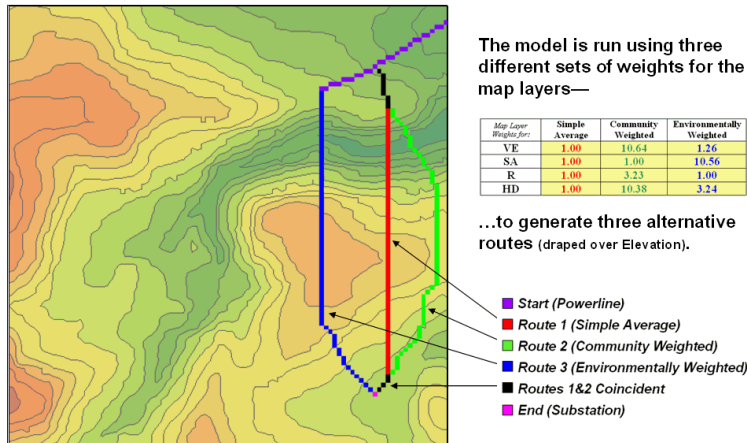 The model is run using three
different sets of weights for the
map layers—
Map Layer Weights for: Simple Average Community Weighted Environmentally Weighted
VE 1.00 10.64 1.26
SA 1.00 1.00 10.56
R 1.00 3.23 1.00
HD 1.00 10.38 3.24
…to generate three alternative
routes (draped over Elevation).
Start (Powerline)
Route 1 (Simple Average)
Route 2 (Community Weighted)
Route 3 (Environmentally Weighted)
Routes 1&2 Coincident
End (Substation)